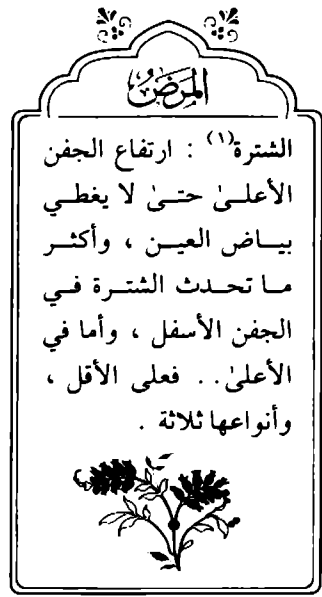 المرض
الشترة(١) : ارتفاع الجفن
الأعلىٰ حتىٰ لا يغطي
بياض العين ، وأكثر
ما تحدث الشترة في
الجفن الأسفل ، وأما في
الأعلىٰ.. فعلى الأقل ،
وأنواعها ثلاثة .